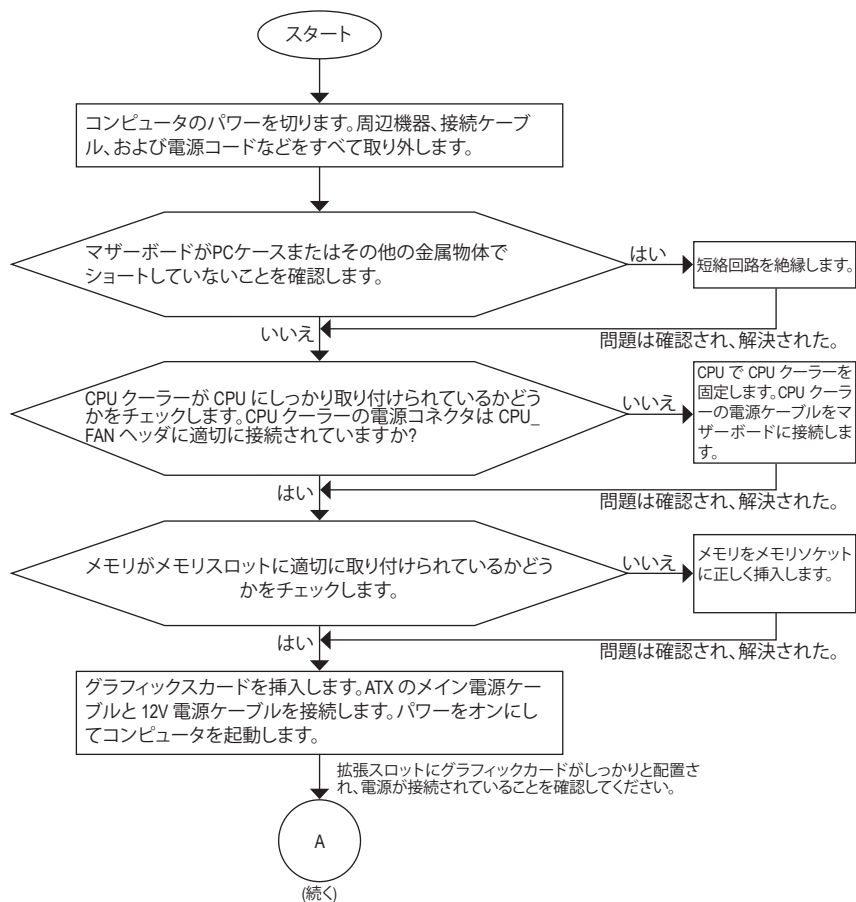 スタート
コンピュータのパワーを切ります。周辺機器、接続ケーブ
ル、および電源コードなどをすべて取り外します。
マザーボードがPCケースまたはその他の金属物体で
ショートしていないことを確認します。
はい
短絡回路を絶縁します。
いいえ
問題は確認され、解決された。
CPU クーラーが CPU にしっかり取り付けられているかどう
かをチェックします。CPU クーラーの電源コネクタは CPU_
FAN ヘッダに適切に接続されていますか?
いいえ
CPU で CPU クーラーを
固定します。CPU クーラ
ーの電源ケーブルをマ
ザーボードに接続しま
す。
はい
問題は確認され、解決された。
メモリがメモリスロットに適切に取り付けられているかどう
かをチェックします。
いいえ
メモリをメモリソケット
に正しく挿入します。
はい
問題は確認され、解決された。
グラフィックスカードを挿入します。ATX のメイン電源ケー
ブルと 12V 電源ケーブルを接続します。パワーをオンにし
てコンピュータを起動します。
拡張スロットにグラフィックカードがしっかりと配置さ
れ、電源が接続されていることを確認してください。
A
(続く)